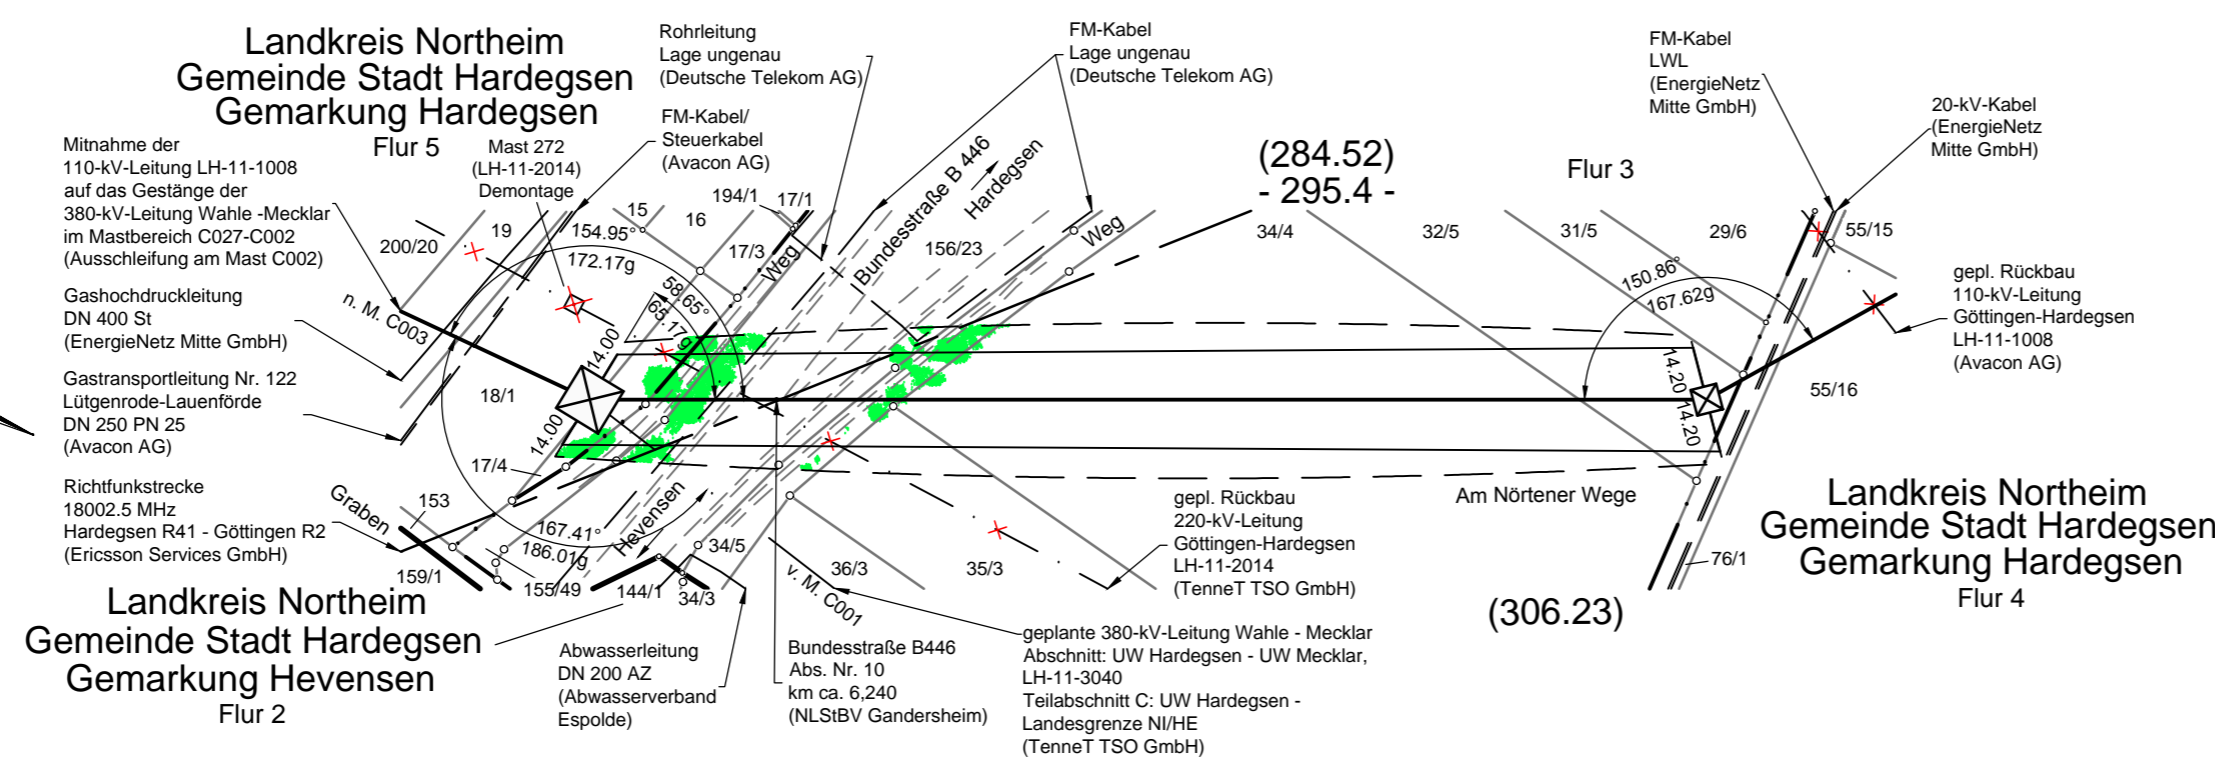 Landkreis Northeim
Gemeinde Stadt Hardegsen
Gemarkung Hardegsen
Flur 5
Mitnahme der
110-kV-Leitung LH-11-1008
auf das Gestänge der
380-kV-Leitung Wahle -Mecklar
im Mastbereich C027-C002
(Ausschleifung am Mast C002)
Gashochdruckleitung
DN 400 St
(EnergieNetz Mitte GmbH)
Gastransportleitung Nr. 122
Lütgenrode-Lauenförde
DN 250 PN 25
(Avacon AG)
Richtfunkstrecke
18002.5 MHz
Hardegsen R41 - Göttingen R2
(Ericsson Services GmbH)
Mast 272
(LH-11-2014)
Demontage
Rohrleitung
Lage ungenau
(Deutsche Telekom AG)
FM-Kabel/
Steuerkabel
(Avacon AG)
FM-Kabel
Lage ungenau
(Deutsche Telekom AG)
200/20
19
15
16
194/1
17/1
17/3
Weg
154.95°
172.17g
58.65°
65.17g
n. M. C003
14.00
14.00
18/1
17/4
153
Graben
159/1
155/49
167.41°
186.01g
Hevensen
144/1
34/3
34/5
v. M. C001
36/3
35/3
Bundesstraße B 446
Hardegsen
156/23
Weg
(284.52)
- 295.4 -
34/4
32/5
31/5
29/6
Flur 3
FM-Kabel
LWL
(EnergieNetz
Mitte GmbH)
20-kV-Kabel
(EnergieNetz
Mitte GmbH)
55/15
150.86°
167.62g
14.20
14.20
55/16
gepl. Rückbau
110-kV-Leitung
Göttingen-Hardegsen
LH-11-1008
(Avacon AG)
Am Nörtener Wege
76/1
(306.23)
Landkreis Northeim
Gemeinde Stadt Hardegsen
Gemarkung Hardegsen
Flur 4
gepl. Rückbau
220-kV-Leitung
Göttingen-Hardegsen
LH-11-2014
(TenneT TSO GmbH)
Landkreis Northeim
Gemeinde Stadt Hardegsen
Gemarkung Hevensen
Flur 2
Abwasserleitung
DN 200 AZ
(Abwasserverband
Espolde)
Bundesstraße B446
Abs. Nr. 10
km ca. 6,240
(NLStBV Gandersheim)
geplante 380-kV-Leitung Wahle - Mecklar
Abschnitt: UW Hardegsen - UW Mecklar,
LH-11-3040
Teilabschnitt C: UW Hardegsen -
Landesgrenze NI/HE
(TenneT TSO GmbH)